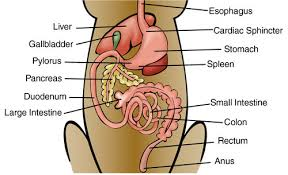 Esophagus
Liver
Cardiac Sphincter
Gallbladder
Stomach
Pylorus
Spleen
Pancreas
Duodenum
Small Intestine
Large Intestine
Colon
Rectum
Anus